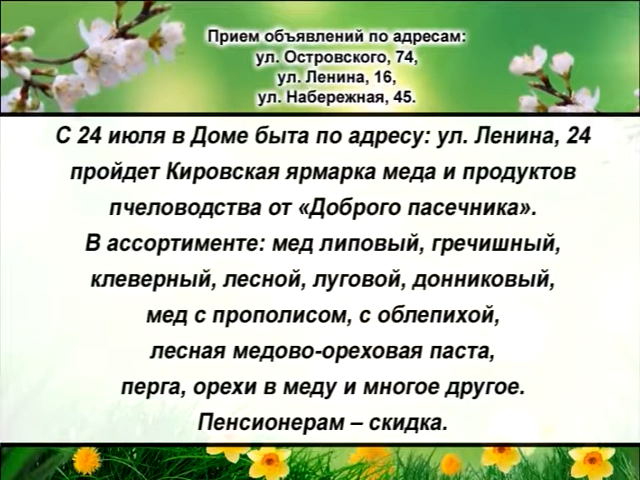 Прием объявлений по адресам:
ул. Островского, 74,
ул. Ленина, 16,
ул. Набережная, 45.
С 24 июля в Доме быта по адресу: ул. Ленина, 24
пройдет Кировская ярмарка меда и продуктов
пчеловодства от «Доброго пасечника».
В ассортименте: мед липовый, гречишный,
клеверный, лесной, луговой, донниковый,
мед с прополисом, с облепихой,
лесная медово-ореховая паста,
перга, орехи в меду и многое другое.
Пенсионерам – скидка.